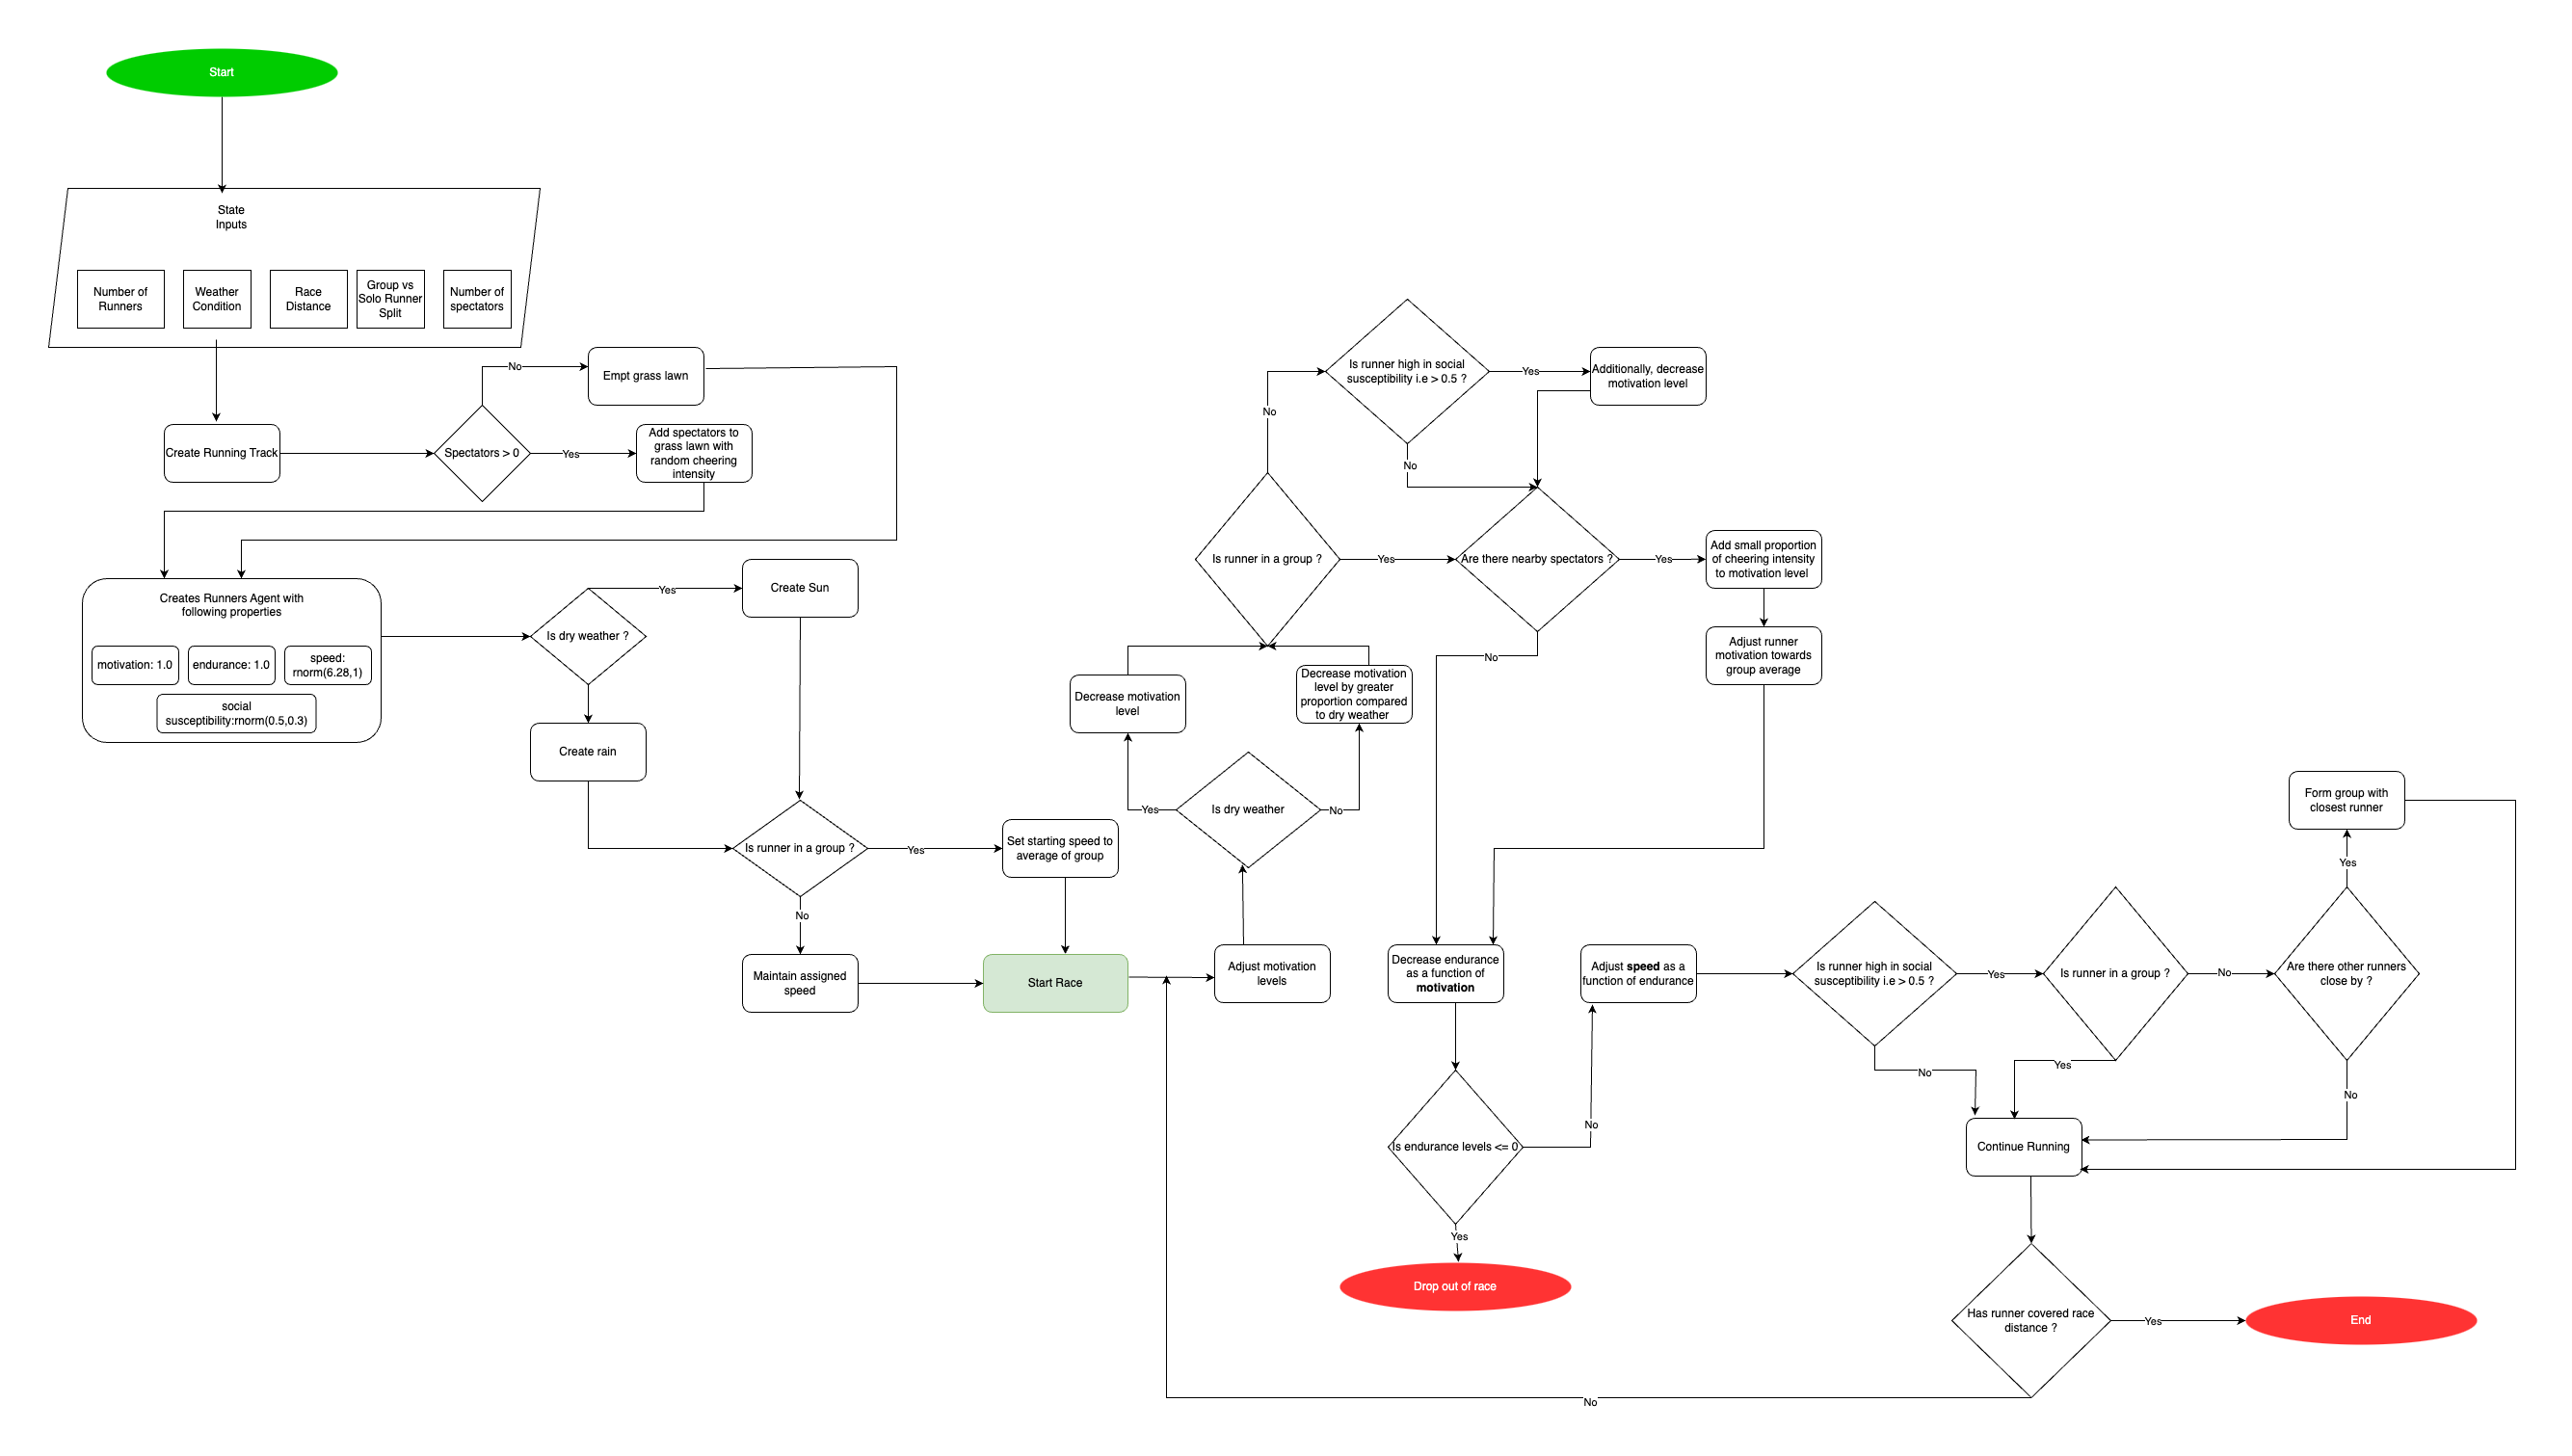 Start
State
Inputs
Number of
Runners
Weather
Condition
Race
Distance
Group vs
Solo Runner
Split
Number of
spectators
No
Empt grass lawn
Create Running Track
Spectators > 0
Yes
Add spectators to
grass lawn with
random cheering
intensity
Creates Runners Agent with
following properties
motivation: 1.0
endurance: 1.0
speed:
rnorm(6.28,1)
social
susceptibility:rnorm(0.5,0.3)
Is dry weather ?
Yes
Create Sun
Create rain
Is runner in a group ?
Yes
Set starting speed to
average of group
No
Maintain assigned
speed
Start Race
Adjust motivation
levels
Is dry weather
Yes
No
Decrease motivation
level
Decrease motivation
level by greater
proportion compared
to dry weather
Is runner in a group ?
No
Yes
Is runner high in social
susceptibility i.e > 0.5 ?
Yes
Additionally, decrease
motivation level
No
Are there nearby spectators ?
Yes
Add small proportion
of cheering intensity
to motivation level
Adjust runner
motivation towards
group average
No
Decrease endurance
as a function of
motivation
Is endurance levels <= 0
Yes
Drop out of race
No
Adjust speed as a
function of endurance
Is runner high in social
susceptibility i.e > 0.5 ?
Yes
No
Is runner in a group ?
No
Yes
Are there other runners
close by ?
Yes
Form group with
closest runner
No
Continue Running
Has runner covered race
distance ?
Yes
End
No